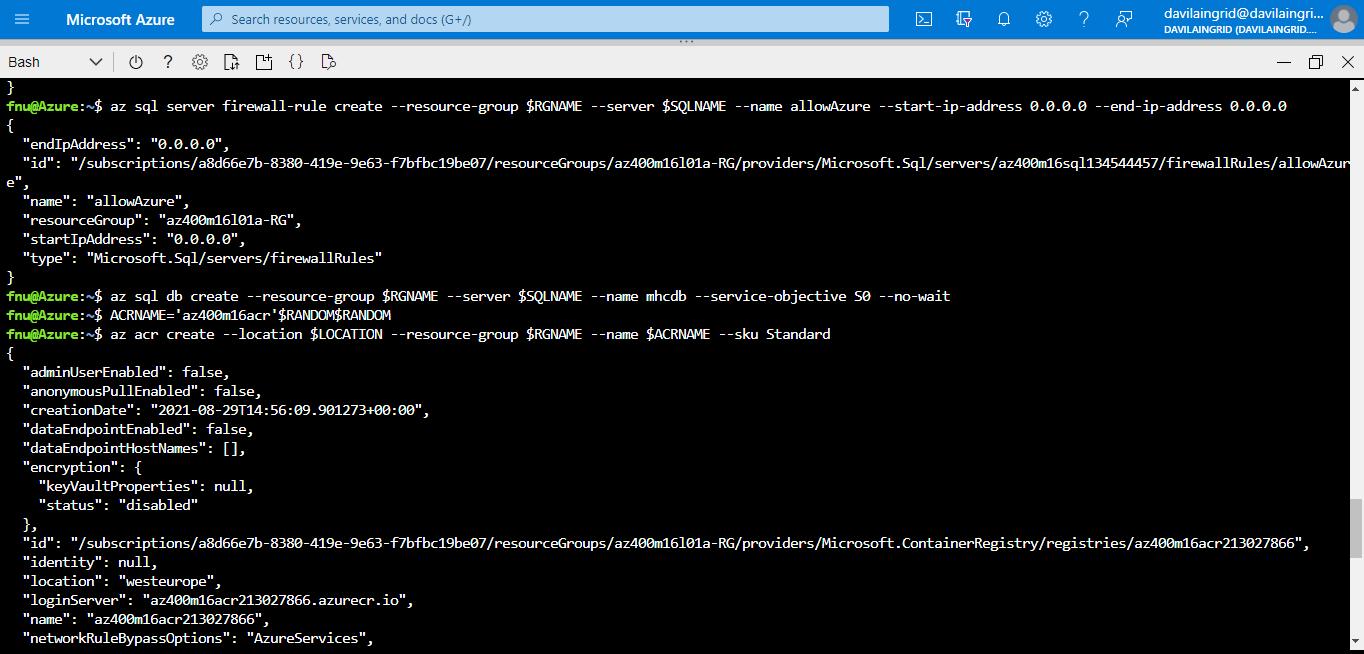 Microsoft Azure
Search resources, services, and docs (G+/)
davilaingrid@davilaingri...
DAVILAINGRID (DAVILAINGRID....
Bash
}
fnu@Azure:~$ az sql server firewall-rule create --resource-group $RGNAME --server $SQLNAME --name allowAzure --start-ip-address 0.0.0.0 --end-ip-address 0.0.0.0
{
  "endIpAddress": "0.0.0.0",
  "id": "/subscriptions/a8d66e7b-8380-419e-9e63-f7bfbc19be07/resourceGroups/az400m16l01a-RG/providers/Microsoft.Sql/servers/az400m16sql134544457/firewallRules/allowAzur
e",
  "name": "allowAzure",
  "resourceGroup": "az400m16l01a-RG",
  "startIpAddress": "0.0.0.0",
  "type": "Microsoft.Sql/servers/firewallRules"
}
fnu@Azure:~$ az sql db create --resource-group $RGNAME --server $SQLNAME --name mhcdb --service-objective S0 --no-wait
fnu@Azure:~$ ACRNAME='az400m16acr'$RANDOM$RANDOM
fnu@Azure:~$ az acr create --location $LOCATION --resource-group $RGNAME --name $ACRNAME --sku Standard
{
  "adminUserEnabled": false,
  "anonymousPullEnabled": false,
  "creationDate": "2021-08-29T14:56:09.901273+00:00",
  "dataEndpointEnabled": false,
  "dataEndpointHostNames": [],
  "encryption": {
    "keyVaultProperties": null,
    "status": "disabled"
  },
  "id": "/subscriptions/a8d66e7b-8380-419e-9e63-f7bfbc19be07/resourceGroups/az400m16l01a-RG/providers/Microsoft.ContainerRegistry/registries/az400m16acr213027866",
  "identity": null,
  "location": "westeurope",
  "loginServer": "az400m16acr213027866.azurecr.io",
  "name": "az400m16acr213027866",
  "networkRuleBypassOptions": "AzureServices",